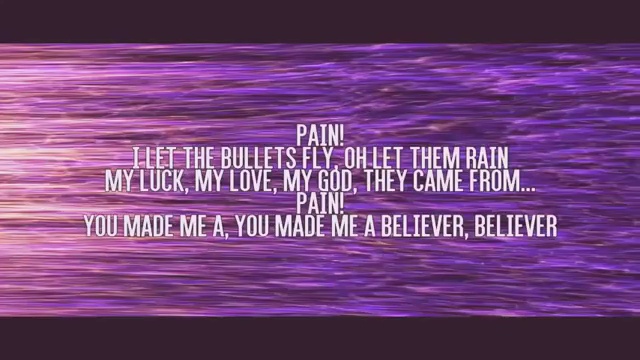 PAIN!
I LET THE BULLETS FLY, OH LET THEM RAIN
MY LUCK, MY LOVE, MY GOD, THEY CAME FROM...
PAIN!
YOU MADE ME A, YOU MADE ME A BELIEVER, BELIEVER